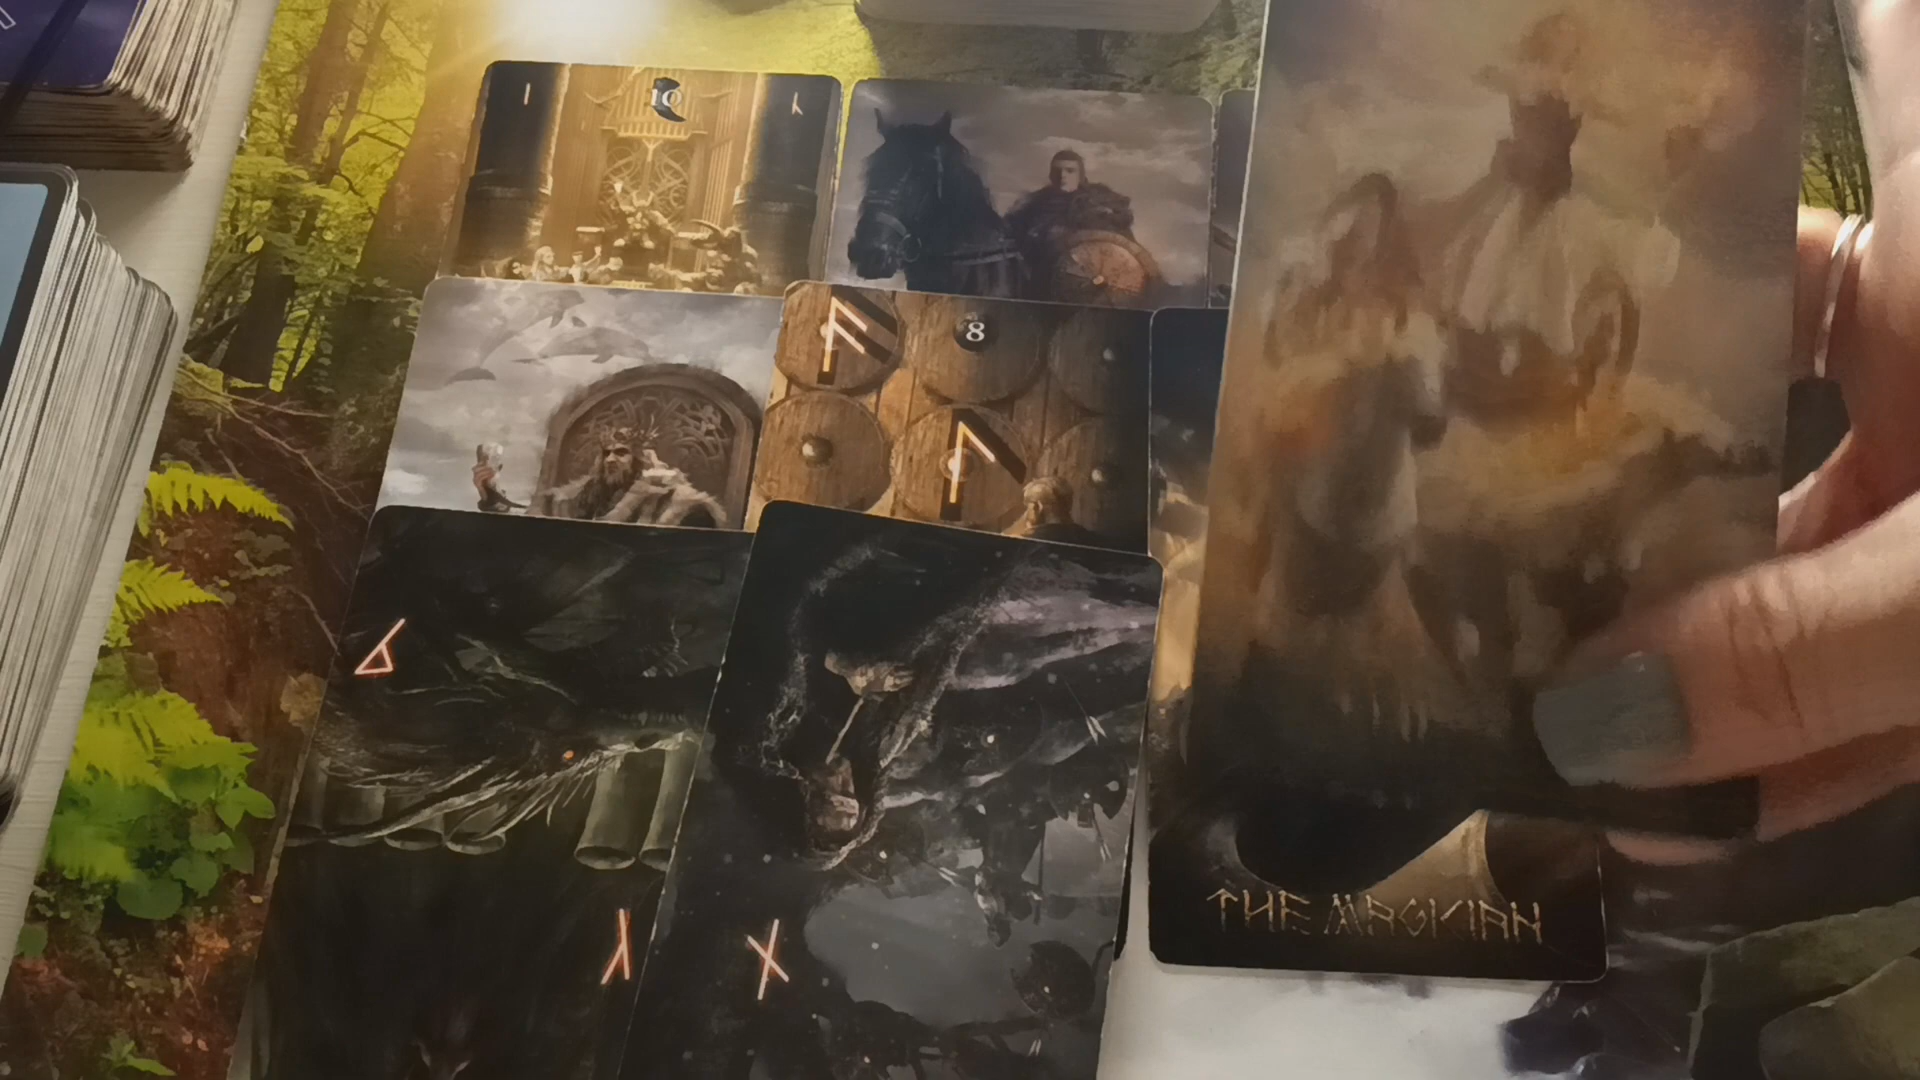 ᛁ 10 ᚴ
ᚨ 8
ᛚ
ᚾ
THE MAGICIAN